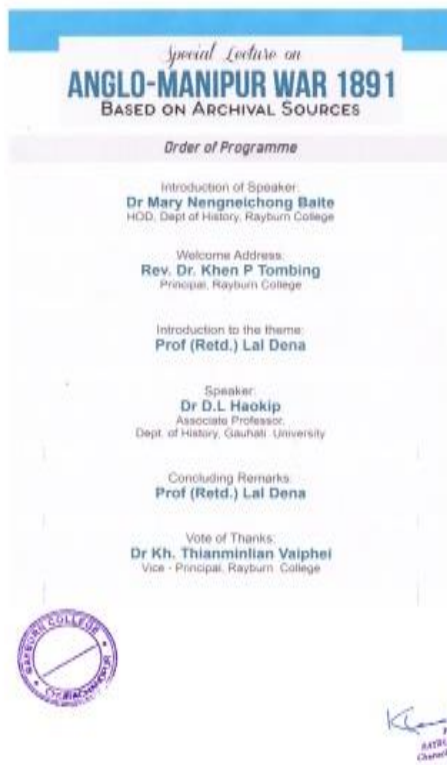 Special Lecture on
ANGLO-MANIPUR WAR 1891
BASED ON ARCHIVAL SOURCES
Order of Programme
Introduction of Speaker:
Dr Mary Nengneichong Baite
HOD, Dept of History, Rayburn College
Welcome Address:
Rev. Dr. Khen P Tombing
Principal, Rayburn College
Introduction to the theme:
Prof (Retd.) Lal Dena
Speaker:
Dr D.L Haokip
Associate Professor,
Dept. of History, Gauhati University
Concluding Remarks:
Prof (Retd.) Lal Dena
Vote of Thanks:
Dr Kh. Thianminlian Vaiphei
Vice - Principal, Rayburn College
RAYBURN COLLEGE
CHURACHANDPUR